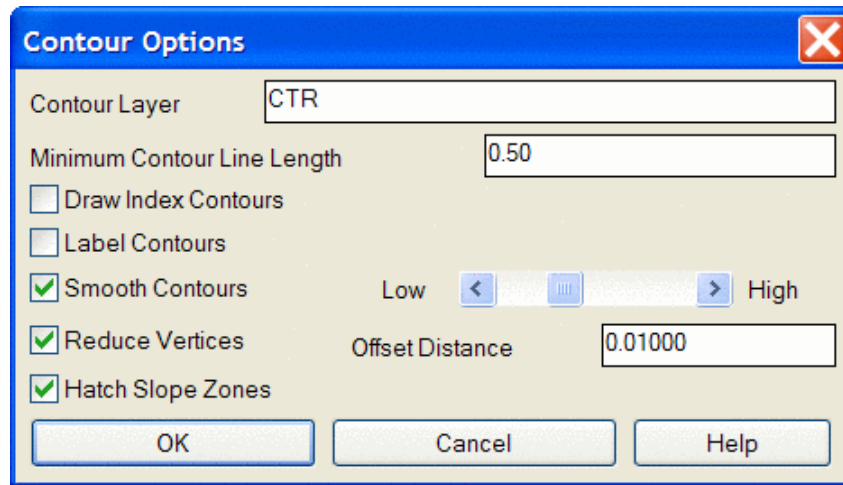 Contour Options
Contour Layer CTR
Minimum Contour Line Length 0.50
Draw Index Contours
Label Contours
Smooth Contours Low High
Reduce Vertices Offset Distance 0.01000
Hatch Slope Zones
OK Cancel Help